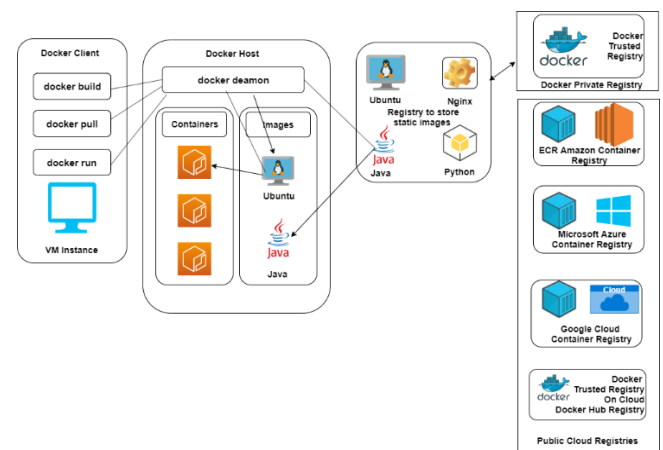 Docker Client
docker build
docker pull
docker run
VM Instance
Docker Host
docker deamon
Containers
Images
Ubuntu
Java
Java
Ubuntu
Nginx
Registry to store
static images
Java
Java
Python
docker
Docker
Trusted
Registry
Docker Private Registry
ECR Amazon Container
Registry
Microsoft Azure
Container Registry
Cloud
Google Cloud
Container Registry
docker
Docker
Trusted Registry
On Cloud
Docker Hub Registry
Public Cloud Registries